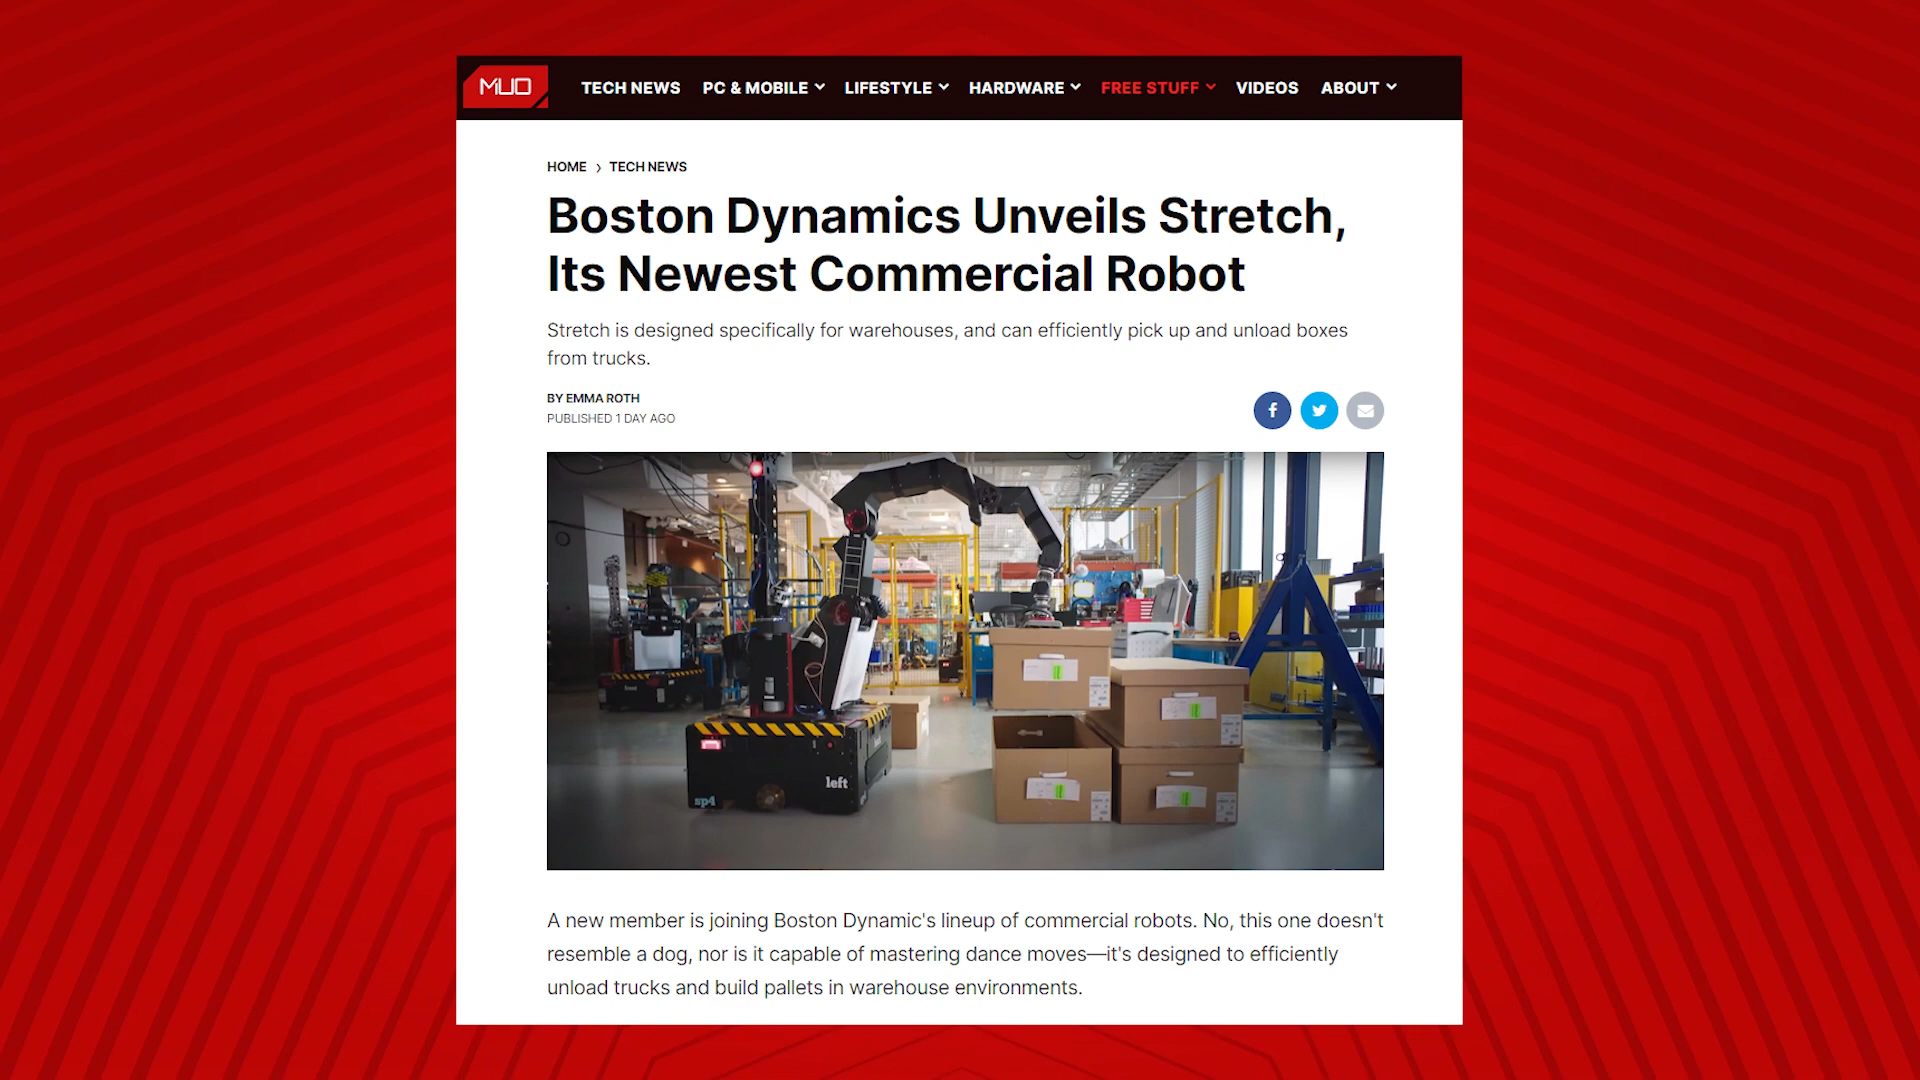 MUO
TECH NEWS PC & MOBILE LIFESTYLE HARDWARE FREE STUFF VIDEOS ABOUT
HOME › TECH NEWS
Boston Dynamics Unveils Stretch,
Its Newest Commercial Robot
Stretch is designed specifically for warehouses, and can efficiently pick up and unload boxes
from trucks.
BY EMMA ROTH
PUBLISHED 1 DAY AGO
left
sp4
A new member is joining Boston Dynamic's lineup of commercial robots. No, this one doesn't
resemble a dog, nor is it capable of mastering dance moves—it's designed to efficiently
unload trucks and build pallets in warehouse environments.